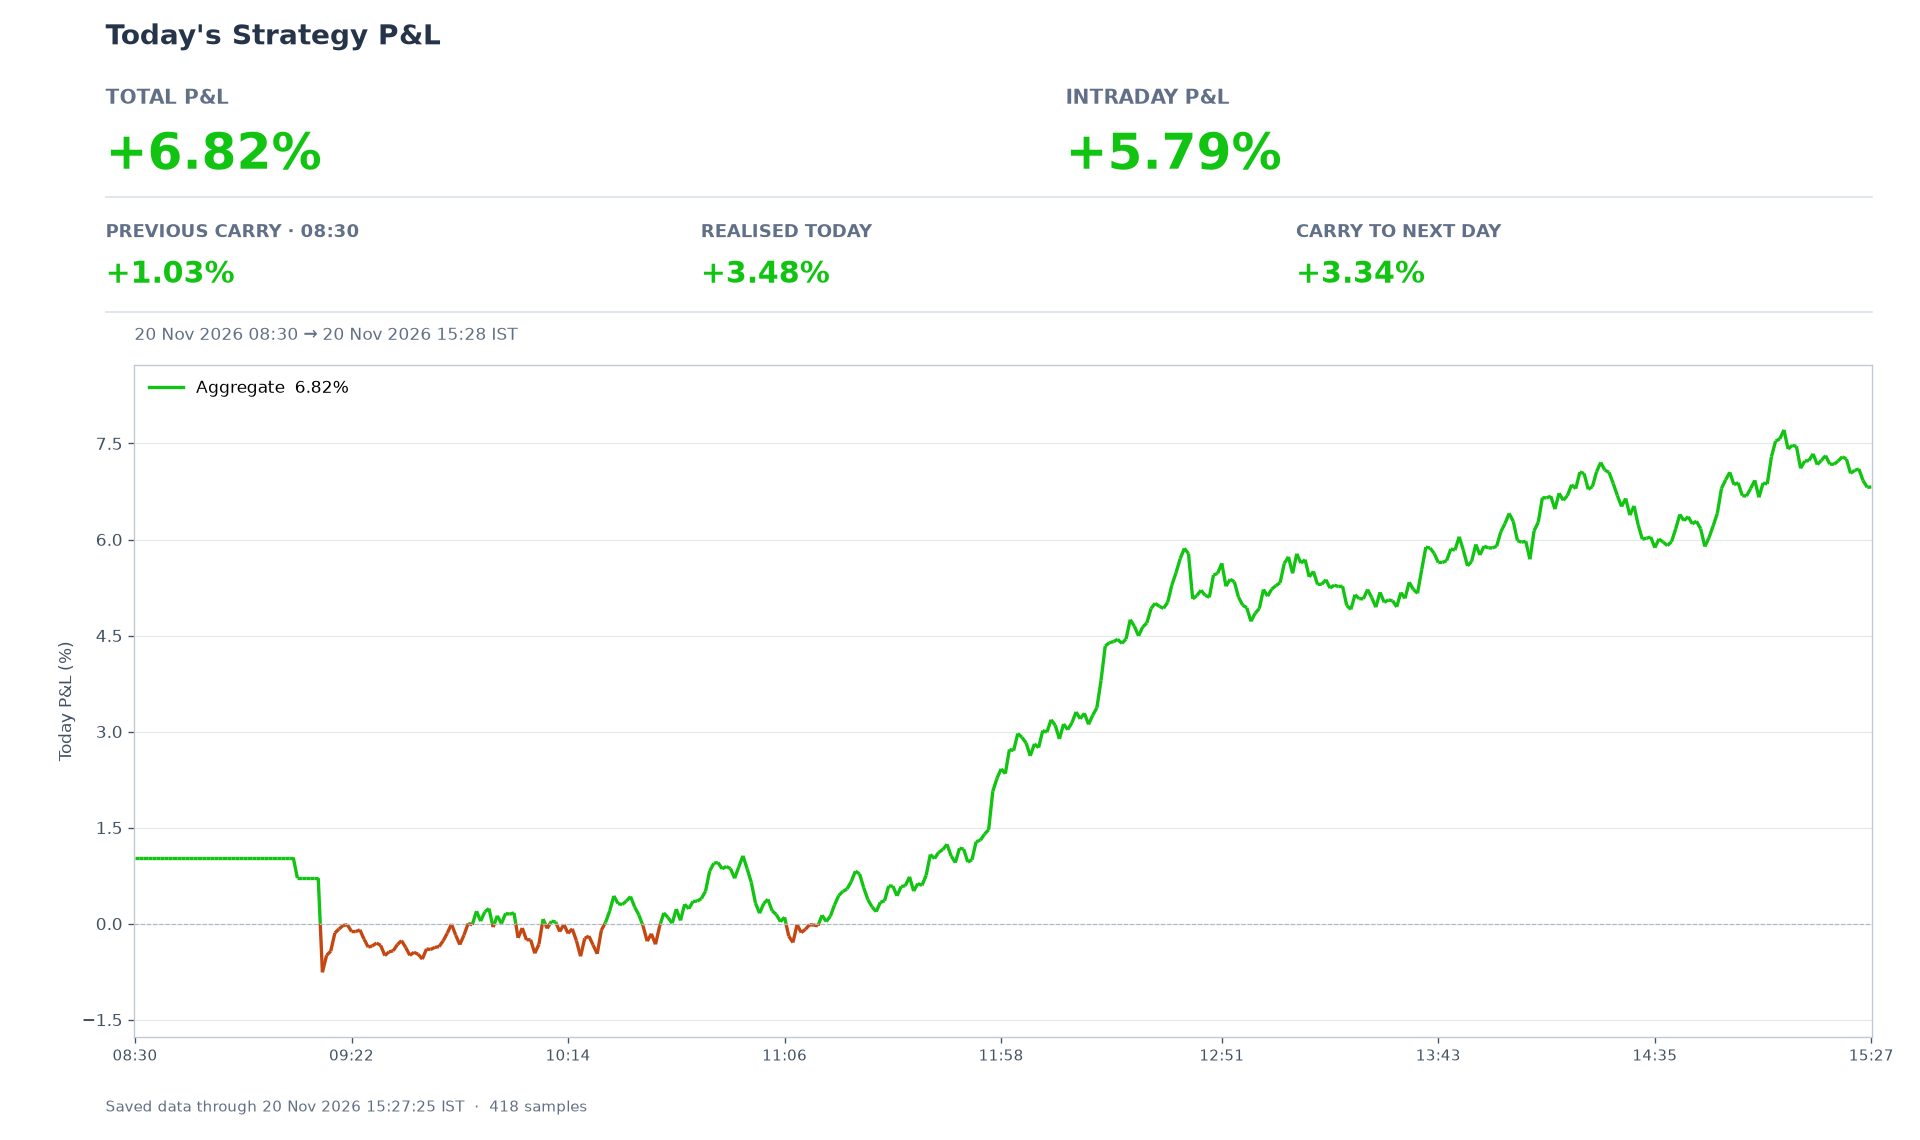 Today's Strategy P&L
TOTAL P&L
INTRADAY P&L
+6.82%
+5.79%
PREVIOUS CARRY · 08:30
REALISED TODAY
CARRY TO NEXT DAY
+1.03%
+3.48%
+3.34%
20 Nov 2026 08:30 → 20 Nov 2026 15:28 IST
Aggregate 6.82%
Today P&L (%)
7.5
6.0
4.5
3.0
1.5
0.0
−1.5
08:30
09:22
10:14
11:06
11:58
12:51
13:43
14:35
15:27
Saved data through 20 Nov 2026 15:27:25 IST · 418 samples